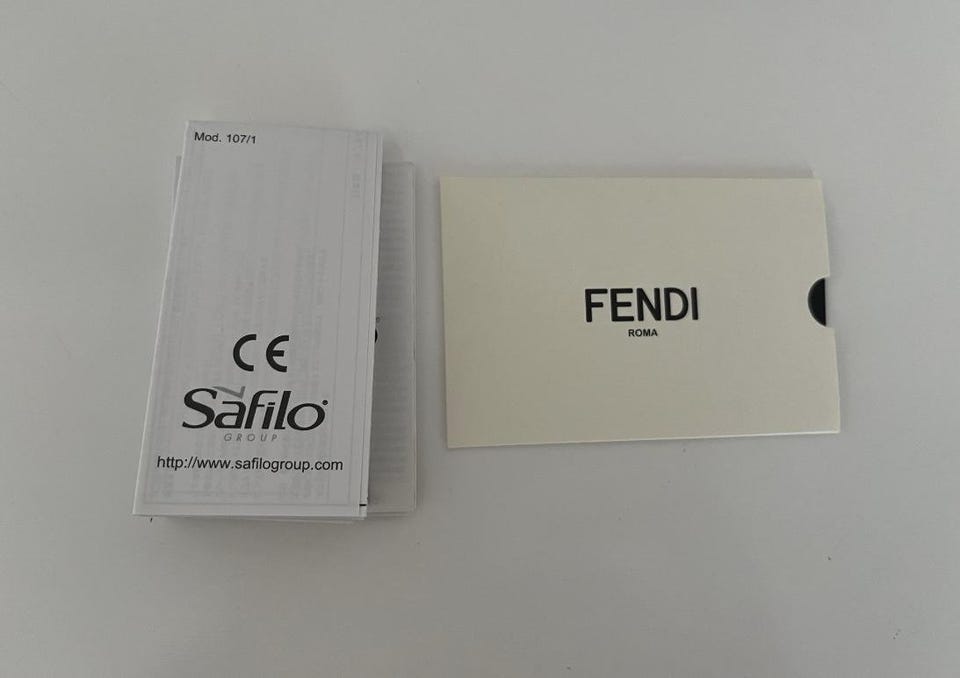 Mod. 107/1
CE
Safilo
GROUP
http://www.safilogroup.com
FENDI
ROMA